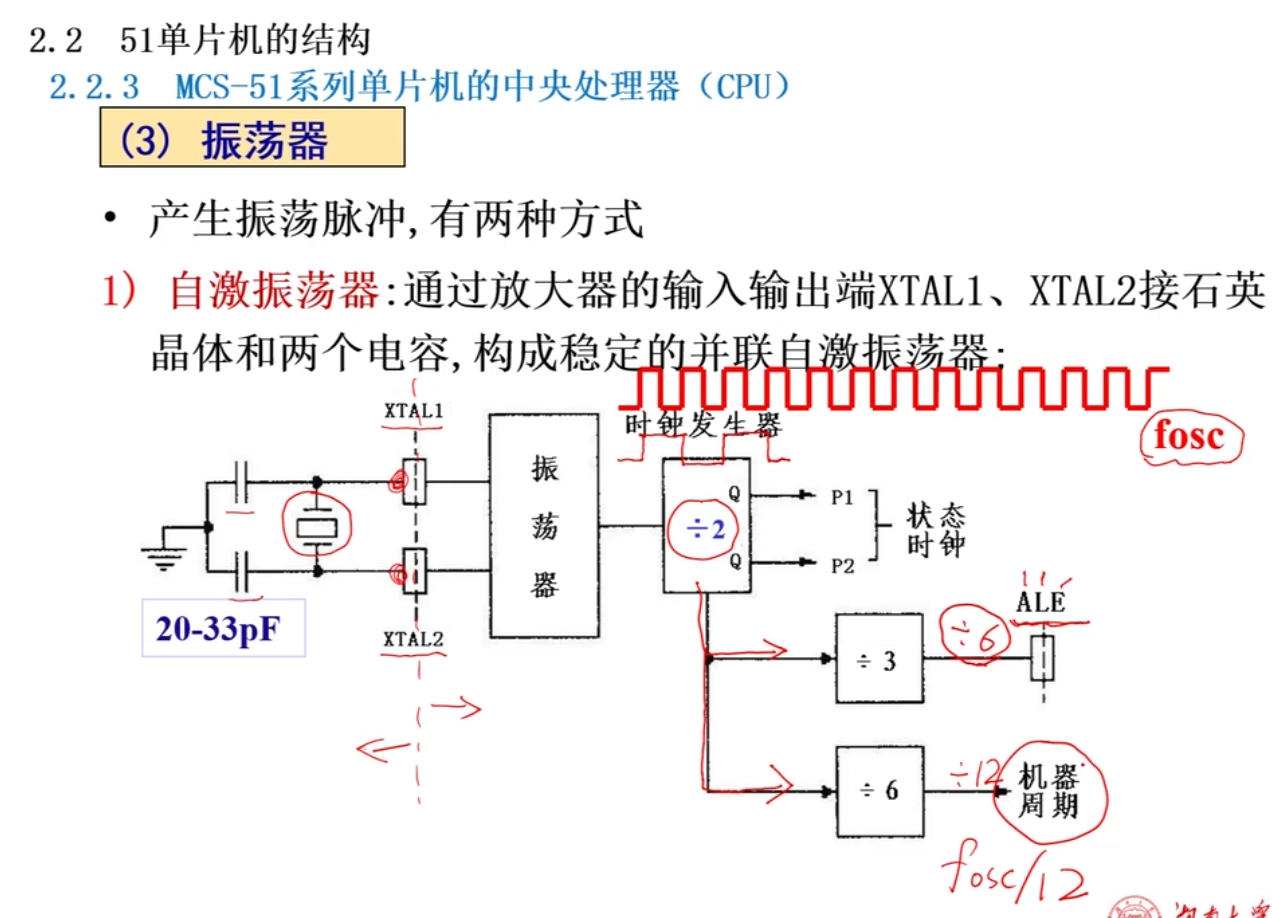 2.2 51单片机的结构
2.2.3 MCS-51系列单片机的中央处理器（CPU）
(3) 振荡器
• 产生振荡脉冲,有两种方式
1) 自激振荡器:通过放大器的输入输出端XTAL1、XTAL2接石英
晶体和两个电容,构成稳定的并联自激振荡器;
XTAL1
时钟发生器
fosc
振荡器
Q
P1
÷2
状态
时钟
Q
P2
20-33pF
XTAL2
ALE
÷6
÷ 3
÷12
机器
周期
÷ 6
fosc/12